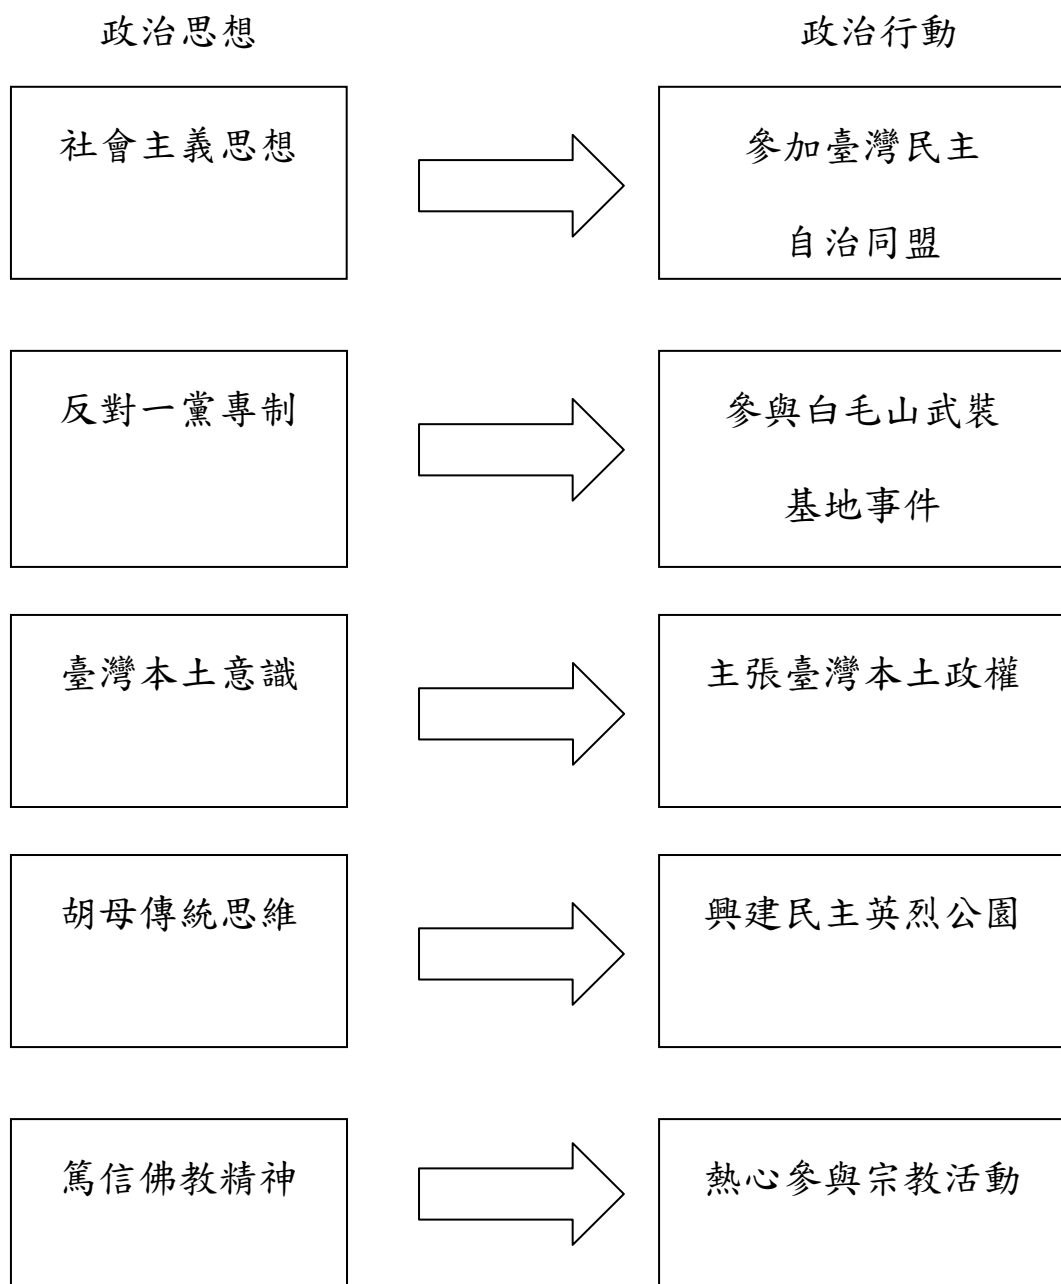 政治思想
政治行動
社會主義思想
參加臺灣民主
自治同盟
反對一黨專制
參與白毛山武裝
基地事件
臺灣本土意識
主張臺灣本土政權
胡母傳統思維
興建民主英烈公園
篤信佛教精神
熱心參與宗教活動